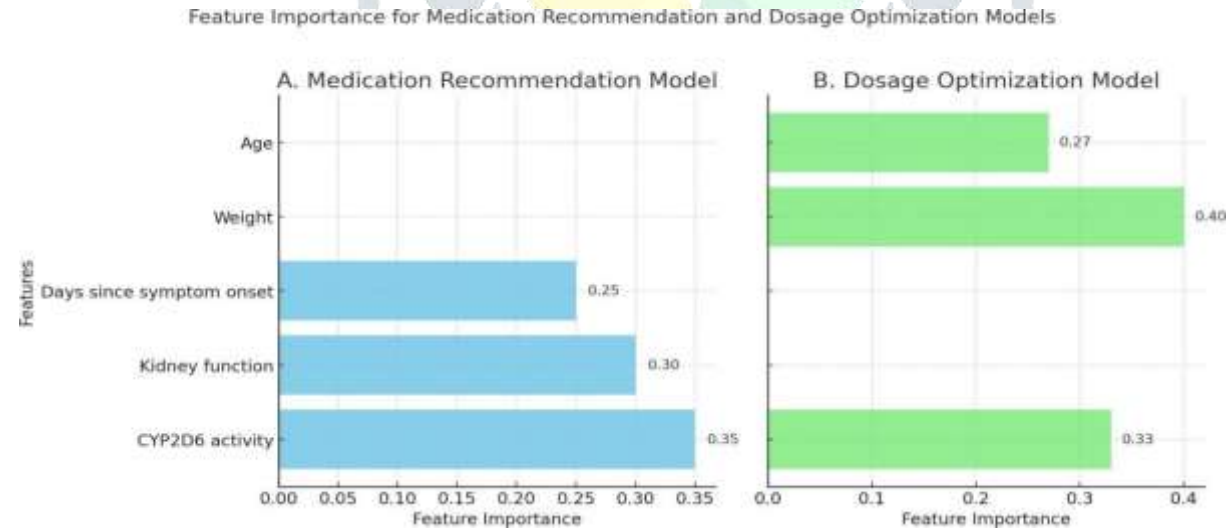 Feature Importance for Medication Recommendation and Dosage Optimization Models
A. Medication Recommendation Model
Age
Weight
Days since symptom onset
Kidney function
CYP2D6 activity
Features
0.25
0.30
0.35
0.00 0.05 0.10 0.15 0.20 0.25 0.30 0.35
Feature Importance
B. Dosage Optimization Model
0.27
0.40
0.33
0.0 0.1 0.2 0.3 0.4
Feature Importance